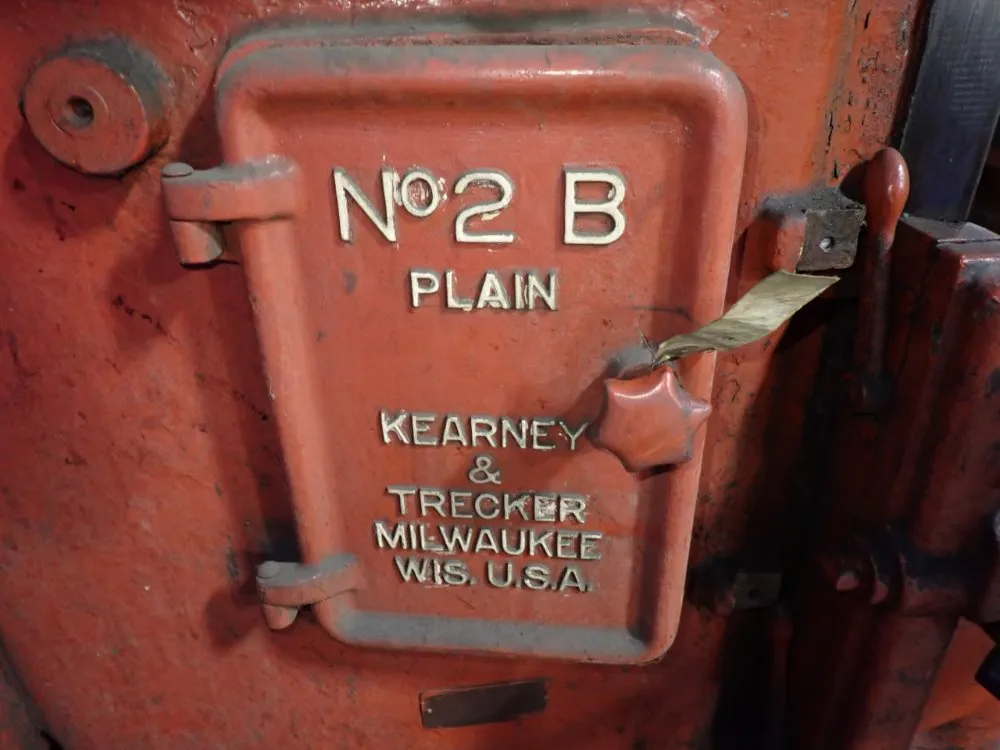 No 2 B
PLAIN
KEARNEY
&
TRECKER
MILWAUKEE
WIS. U.S.A.